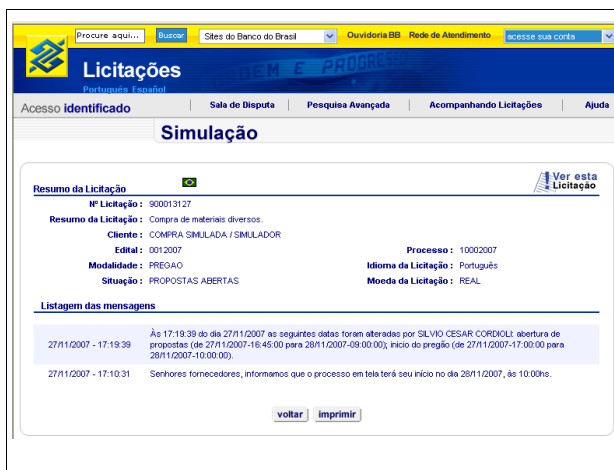 Procure aqui...
Buscar
Sites do Banco do Brasil
Ouvidoria BB Rede de Atendimento
acesse sua conta
Licitações
Português Español
Acesso identificado
Sala de Disputa | Pesquisa Avançada | Acompanhando Licitações | Ajuda
Simulação
Resumo da Licitação
Ver esta
Licitação
Nº Licitação : 900013127
Resumo da Licitação : Compra de materiais diversos.
Cliente : COMPRA SIMULADA / SIMULADOR
Edital : 0012007 Processo : 10002007
Modalidade : PREGAO Idioma da Licitação : Português
Situação : PROPOSTAS ABERTAS Moeda da Licitação : REAL
Listagem das mensagens
27/11/2007 - 17:19:39
Às 17:19:39 do dia 27/11/2007 as seguintes datas foram alteradas por SILVIO CESAR CORDIOLI: abertura de
propostas (de 27/11/2007-16:45:00 para 28/11/2007-09:00:00); inicio do pregão (de 27/11/2007-17:00:00 para
28/11/2007-10:00:00).
27/11/2007 - 17:10:31 Senhores fornecedores, informamos que o processo em tela terá seu início no dia 28/11/2007, às 10:00hs.
voltar imprimir